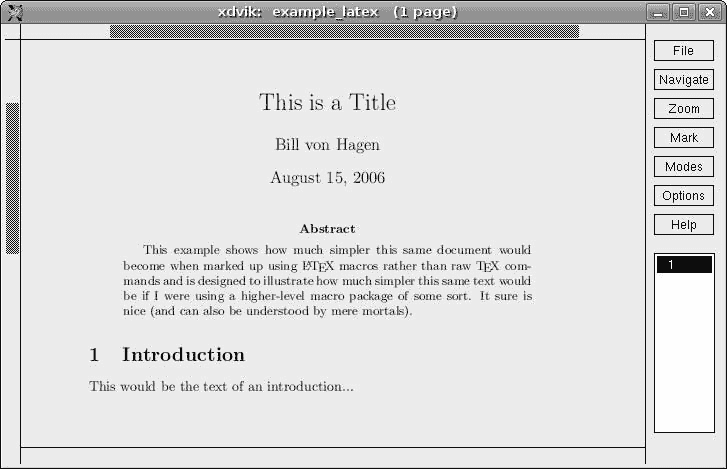 xdvik: example_latex (1 page)
File
Navigate
Zoom
Mark
Modes
Options
Help
1
This is a Title
Bill von Hagen
August 15, 2006
Abstract
This example shows how much simpler this same document would
become when marked up using LATEX macros rather than raw TEX com-
mands and is designed to illustrate how much simpler this same text would
be if I were using a higher-level macro package of some sort. It sure is
nice (and can also be understood by mere mortals).
1 Introduction
This would be the text of an introduction...